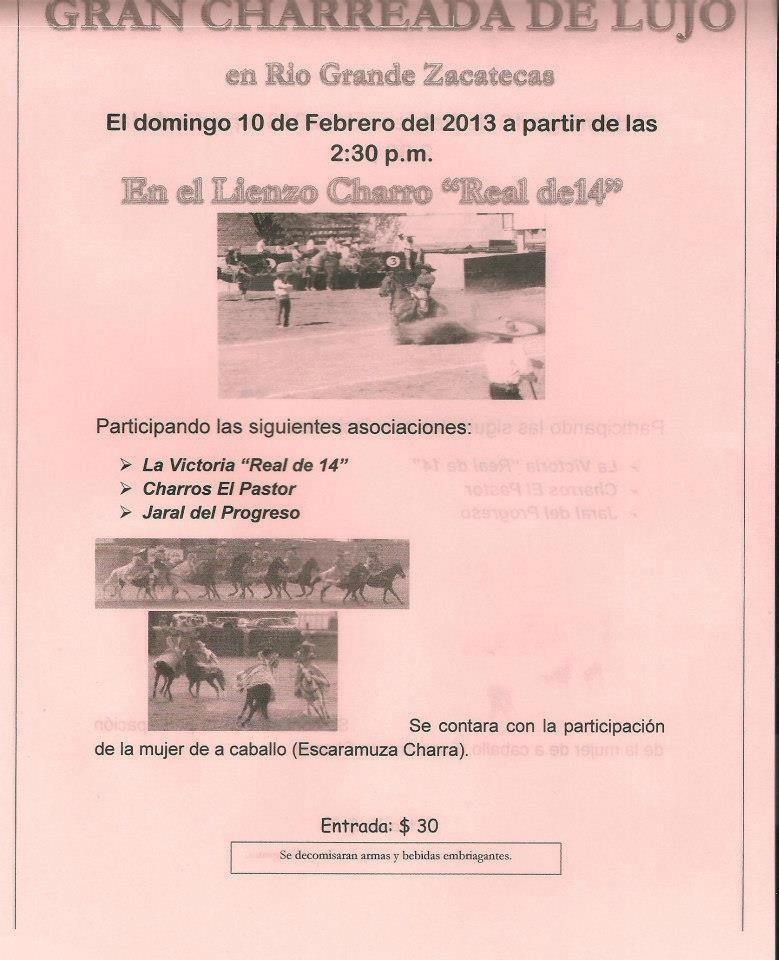 GRAN CHARREADA DE LUJO
en Rio Grande Zacatecas
El domingo 10 de Febrero del 2013 a partir de las
2:30 p.m.
En el Lienzo Charro “Real de14”
3
Participando las siguientes asociaciones:
➢ La Victoria “Real de 14”
➢ Charros El Pastor
➢ Jaral del Progreso
Se contara con la participación
de la mujer de a caballo (Escaramuza Charra).
Entrada: $ 30
Se decomisaran armas y bebidas embriagantes.